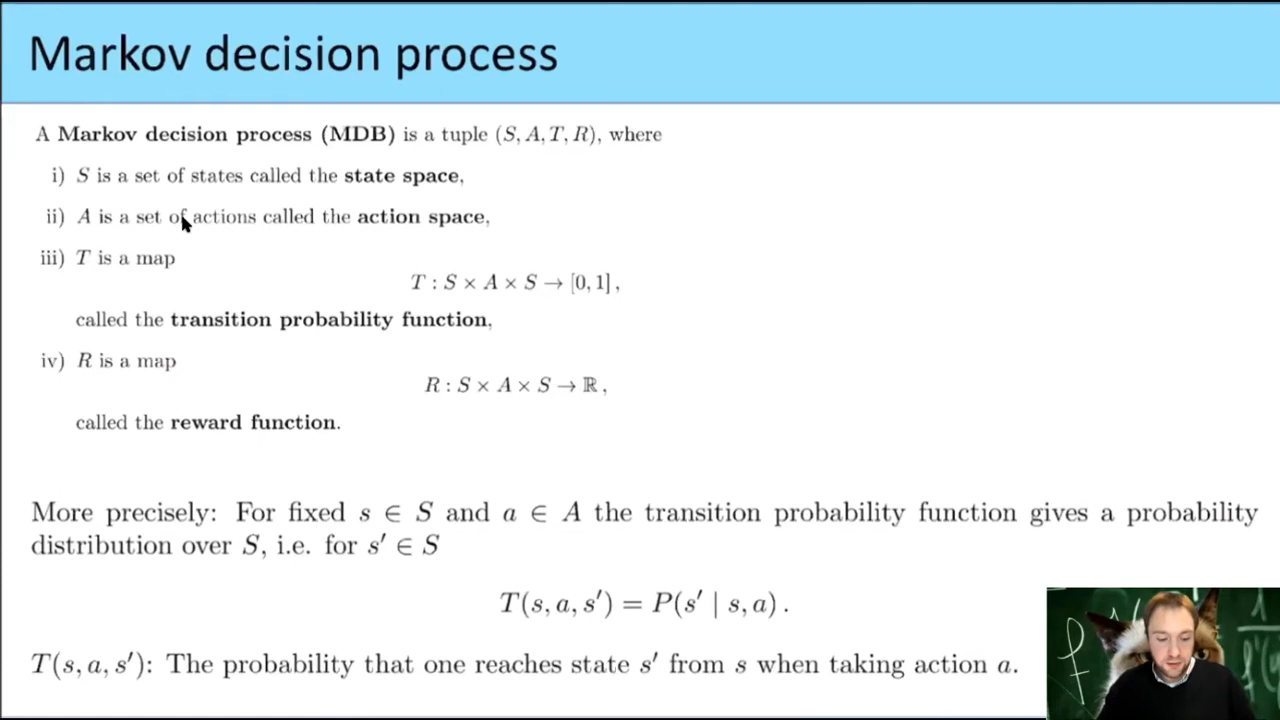 Markov decision process
A Markov decision process (MDB) is a tuple (S, A, T, R), where
i) S is a set of states called the state space,
ii) A is a set of actions called the action space,
iii) T is a map
T : S × A × S → [0, 1] ,
called the transition probability function,
iv) R is a map
R : S × A × S → ℝ ,
called the reward function.
More precisely: For fixed s ∈ S and a ∈ A the transition probability function gives a probability
distribution over S, i.e. for s′ ∈ S
T(s, a, s′) = P(s′ | s, a) .
T(s, a, s′): The probability that one reaches state s′ from s when taking action a.